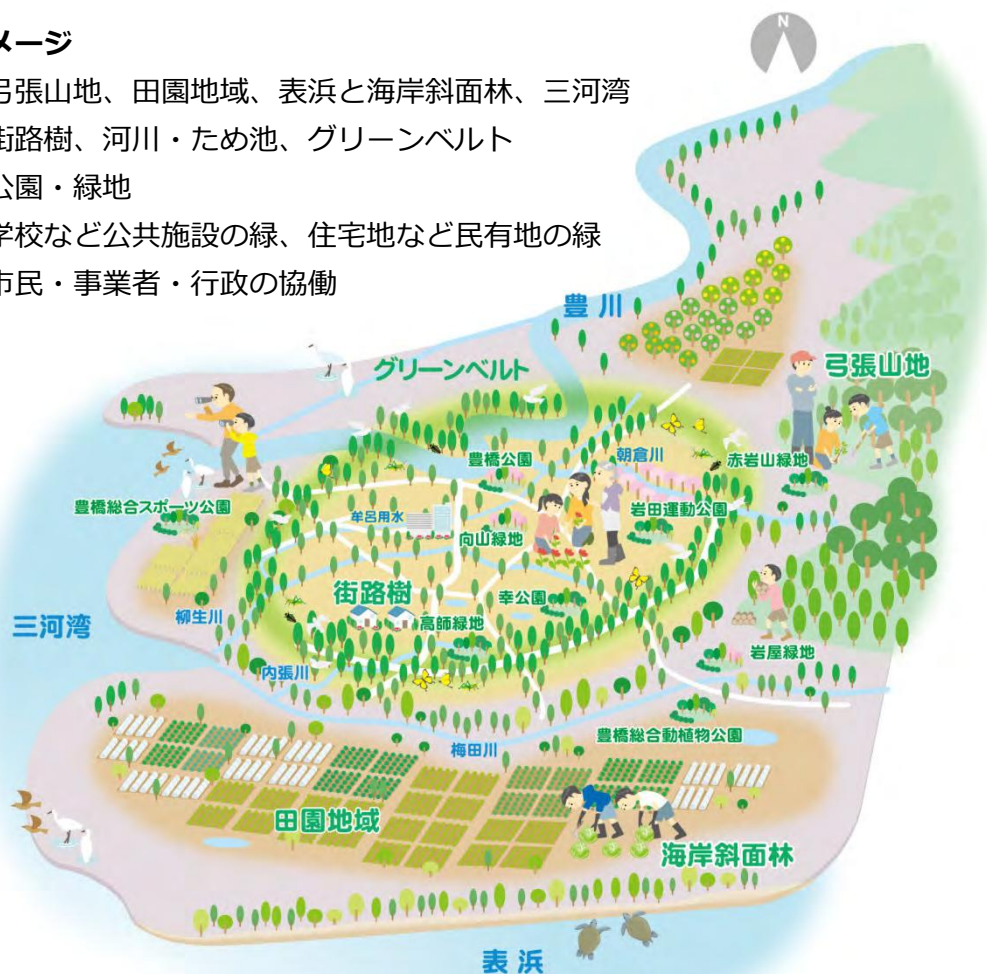 メージ
弓張山地、田園地域、表浜と海岸斜面林、三河湾
街路樹、河川・ため池、グリーンベルト
公園・緑地
学校など公共施設の緑、住宅地など民有地の緑
市民・事業者・行政の協働
N
豊川
グリーンベルト
弓張山地
豊橋公園
朝倉川
赤岩山緑地
豊橋総合スポーツ公園
牟呂用水
岩田運動公園
向山緑地
街路樹
幸公園
三河湾
柳生川
高師緑地
内張川
岩屋緑地
梅田川
豊橋総合動植物公園
田園地域
海岸斜面林
表浜